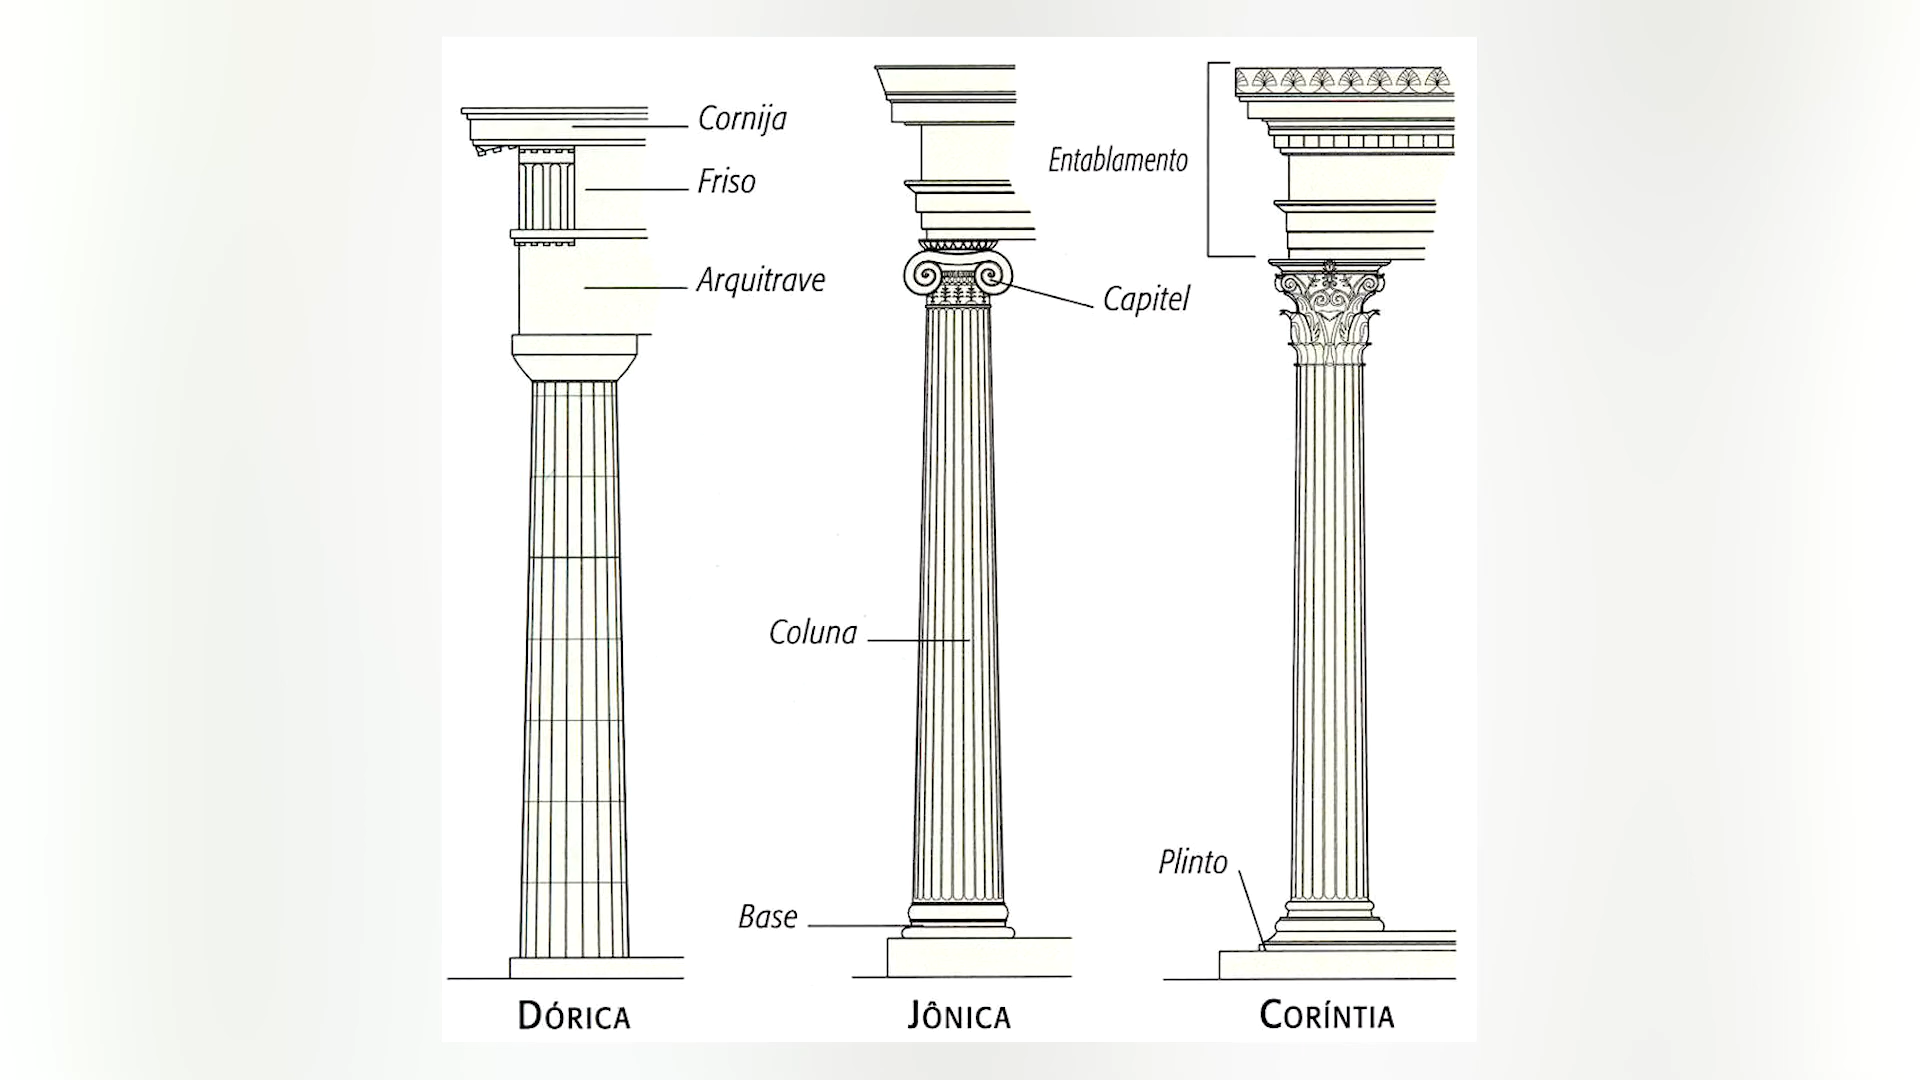 Cornija
Friso
Arquitrave
Entablamento
Capitel
Coluna
Base
Plinto
DÓRICA
JÔNICA
CORÍNTIA